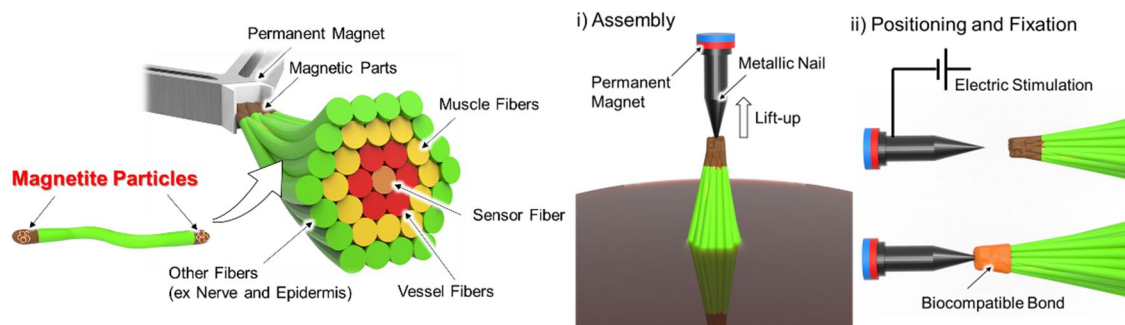 Permanent Magnet
Magnetic Parts
Muscle Fibers
Magnetite Particles
Sensor Fiber
Other Fibers
(ex Nerve and Epidermis)
Vessel Fibers
i) Assembly
Permanent
Magnet
Metallic Nail
Lift-up
ii) Positioning and Fixation
Electric Stimulation
Biocompatible Bond